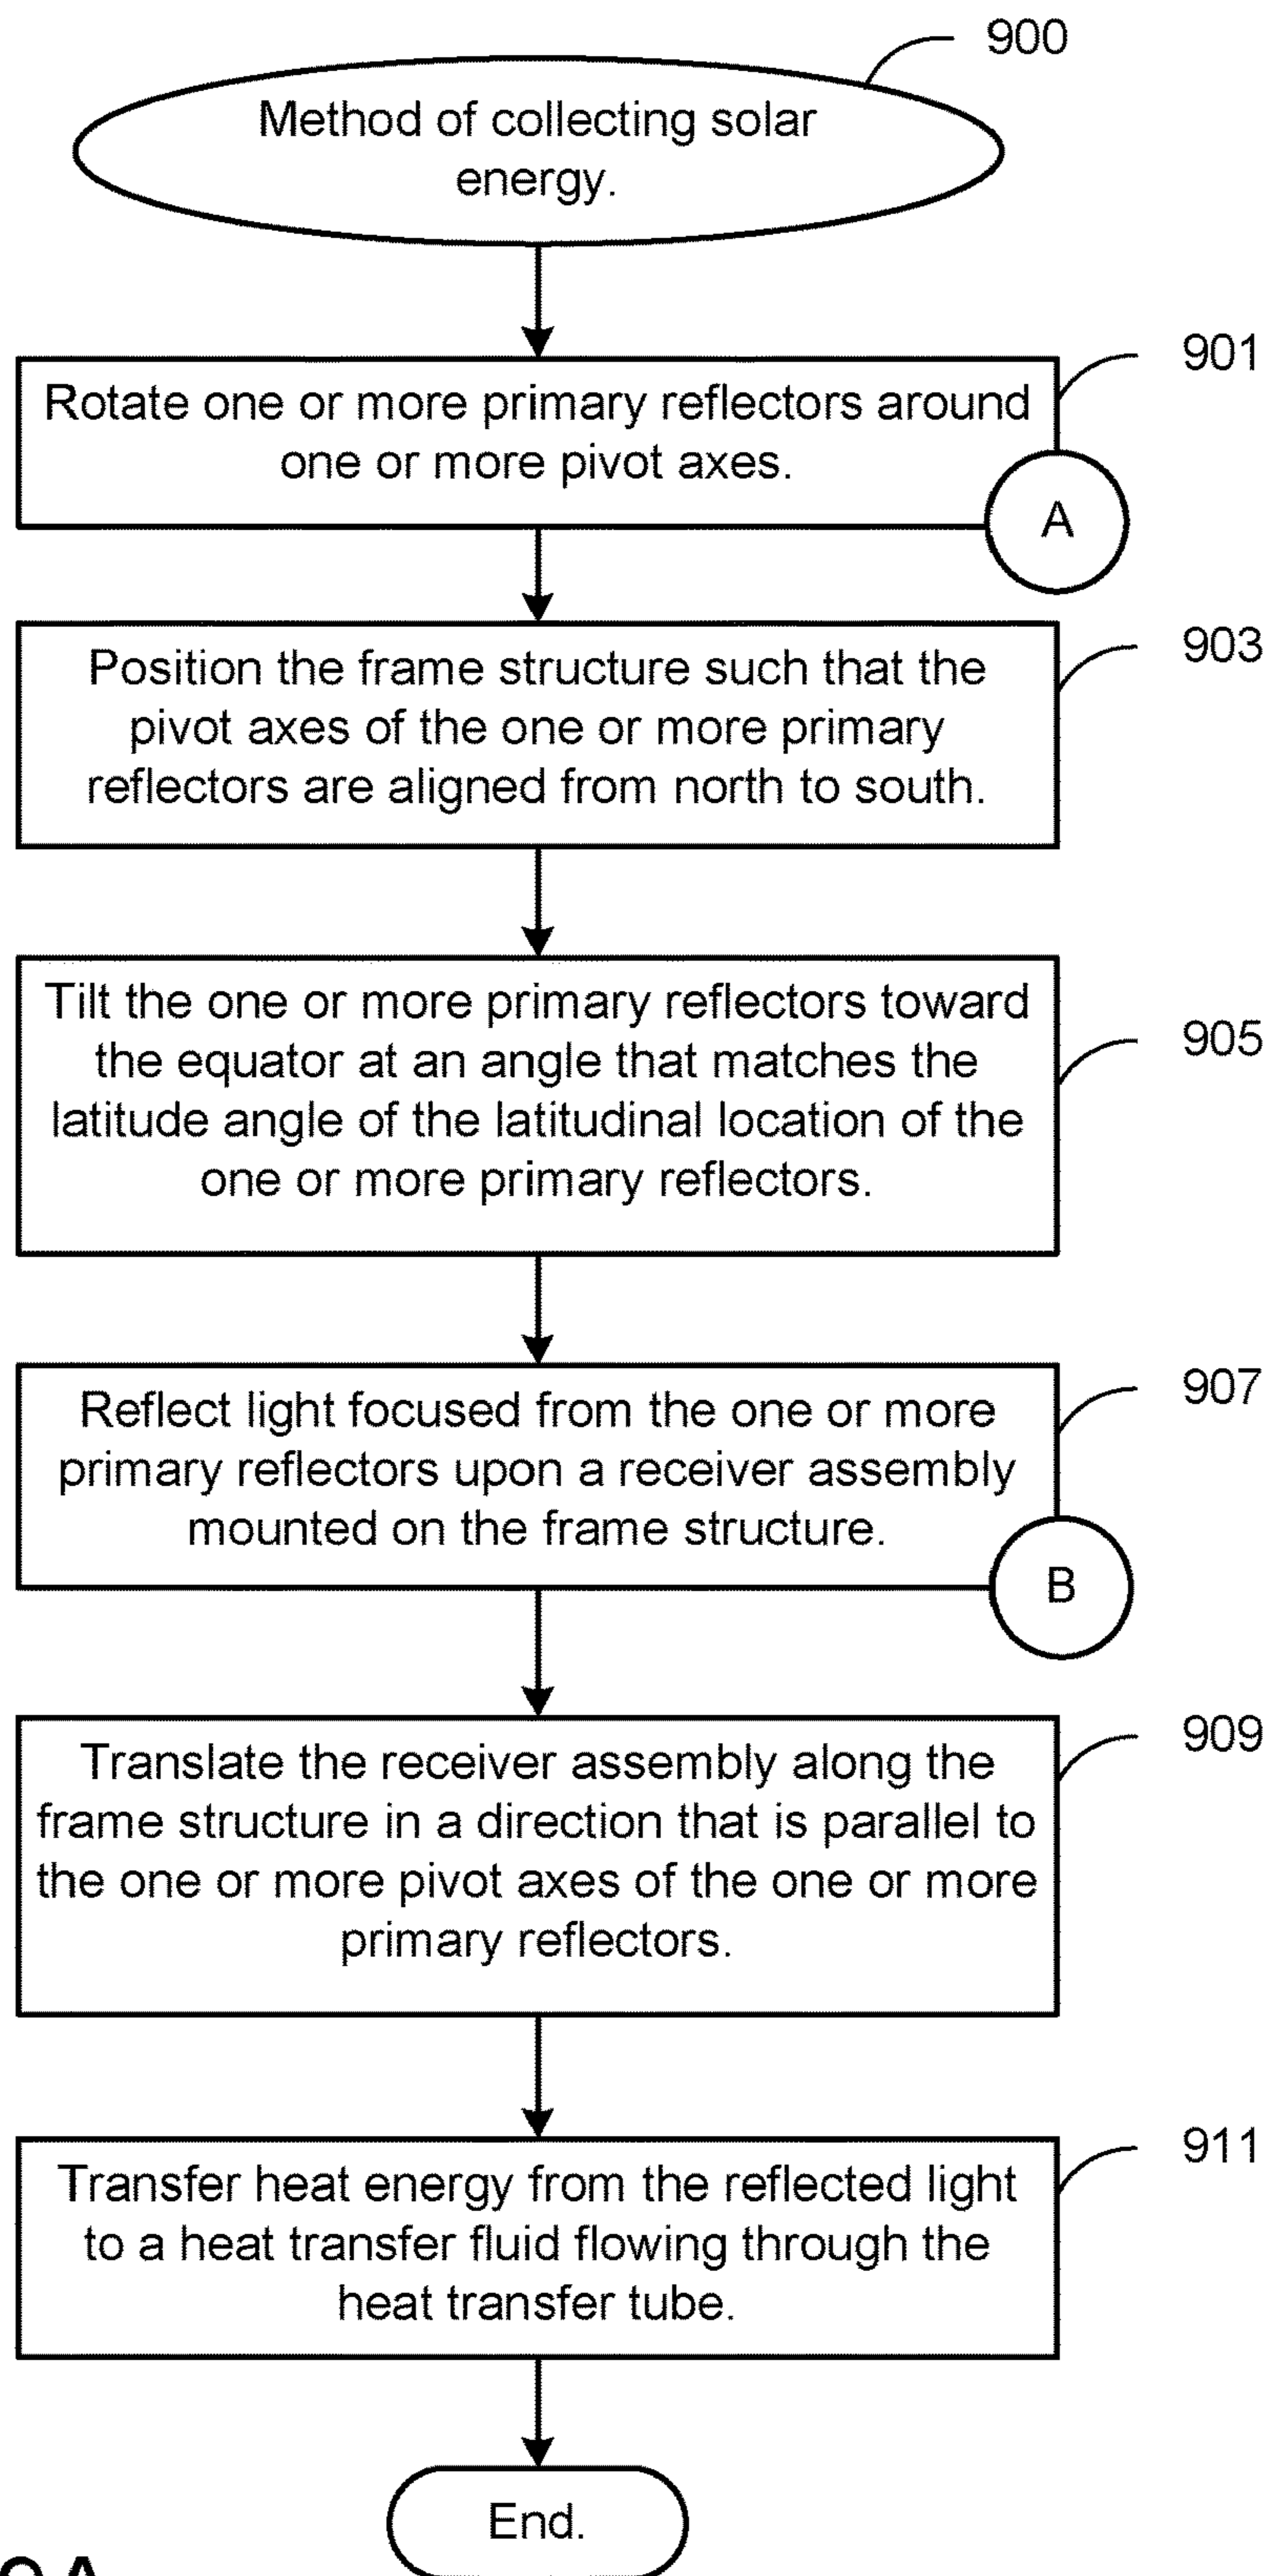 900
Method of collecting solar
energy.
901
Rotate one or more primary reflectors around
one or more pivot axes.
A
903
Position the frame structure such that the
pivot axes of the one or more primary
reflectors are aligned from north to south.
905
Tilt the one or more primary reflectors toward
the equator at an angle that matches the
latitude angle of the latitudinal location of the
one or more primary reflectors.
907
Reflect light focused from the one or more
primary reflectors upon a receiver assembly
mounted on the frame structure.
B
909
Translate the receiver assembly along the
frame structure in a direction that is parallel to
the one or more pivot axes of the one or more
primary reflectors.
911
Transfer heat energy from the reflected light
to a heat transfer fluid flowing through the
heat transfer tube.
End.